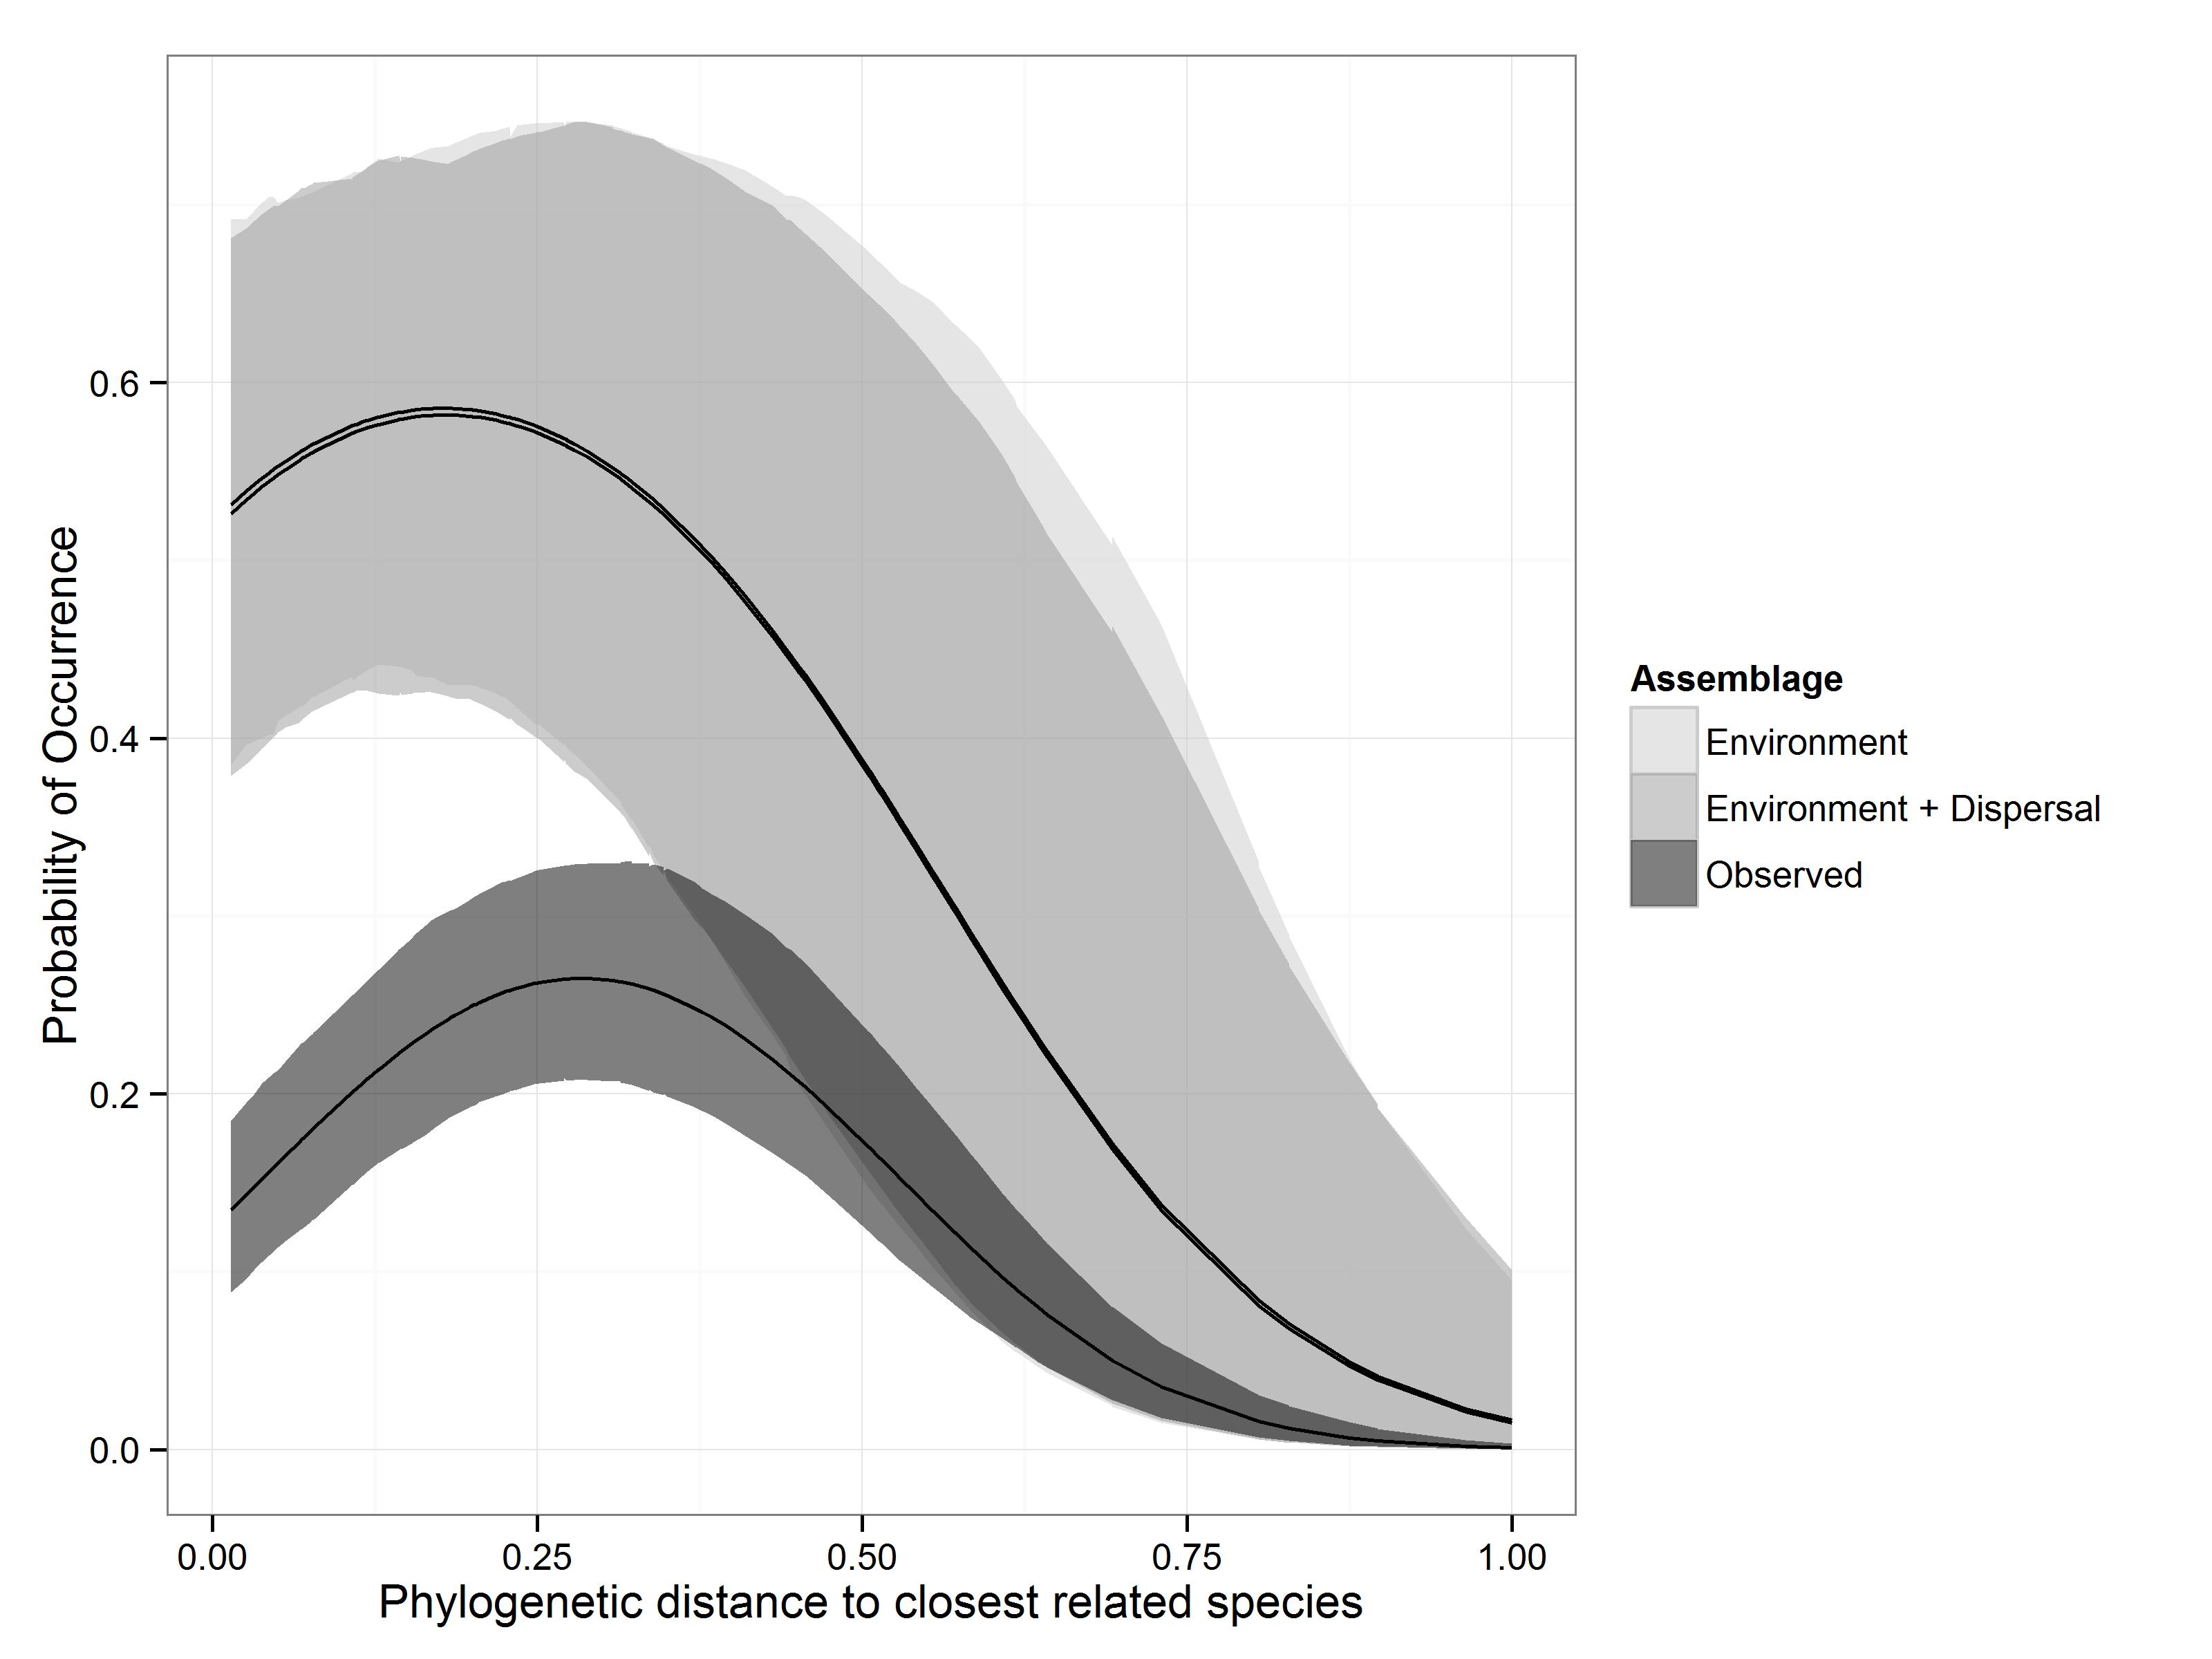 Probability of Occurrence
0.6
0.4
0.2
0.0
0.00 0.25 0.50 0.75 1.00
Phylogenetic distance to closest related species
Assemblage
Environment
Environment + Dispersal
Observed